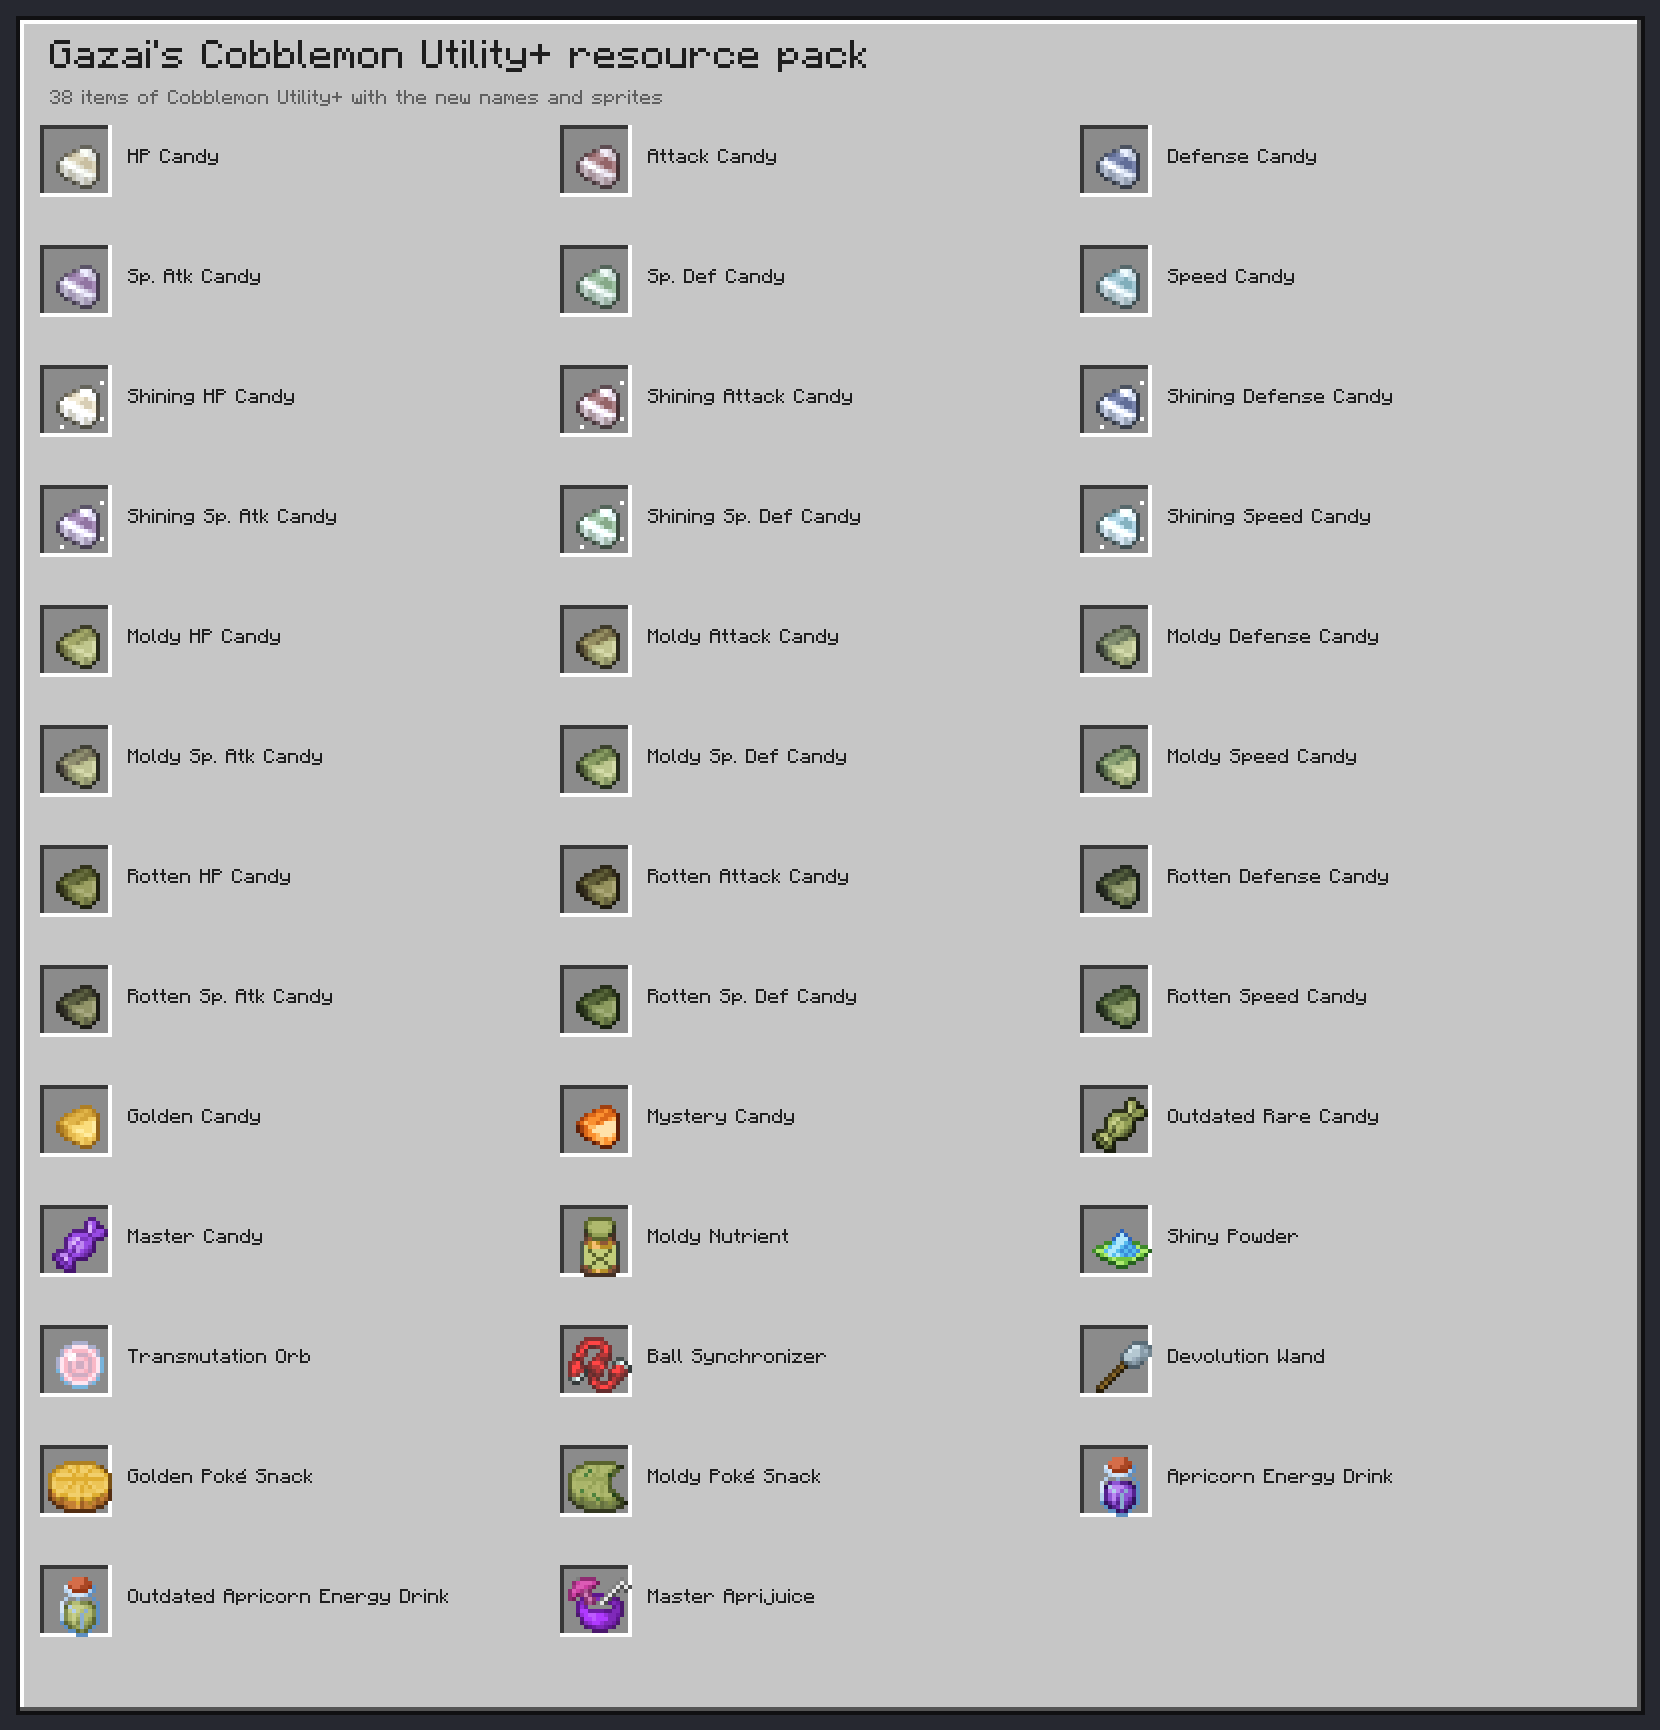 Gazai's Cobblemon Utility+ resource pack
38 items of Cobblemon Utility+ with the new names and sprites
HP Candy
Attack Candy
Defense Candy
Sp. Atk Candy
Sp. Def Candy
Speed Candy
Shining HP Candy
Shining Attack Candy
Shining Defense Candy
Shining Sp. Atk Candy
Shining Sp. Def Candy
Shining Speed Candy
Moldy HP Candy
Moldy Attack Candy
Moldy Defense Candy
Moldy Sp. Atk Candy
Moldy Sp. Def Candy
Moldy Speed Candy
Rotten HP Candy
Rotten Attack Candy
Rotten Defense Candy
Rotten Sp. Atk Candy
Rotten Sp. Def Candy
Rotten Speed Candy
Golden Candy
Mystery Candy
Outdated Rare Candy
Master Candy
Moldy Nutrient
Shiny Powder
Transmutation Orb
Ball Synchronizer
Devolution Wand
Golden Poké Snack
Moldy Poké Snack
Apricorn Energy Drink
Outdated Apricorn Energy Drink
Master Aprijuice